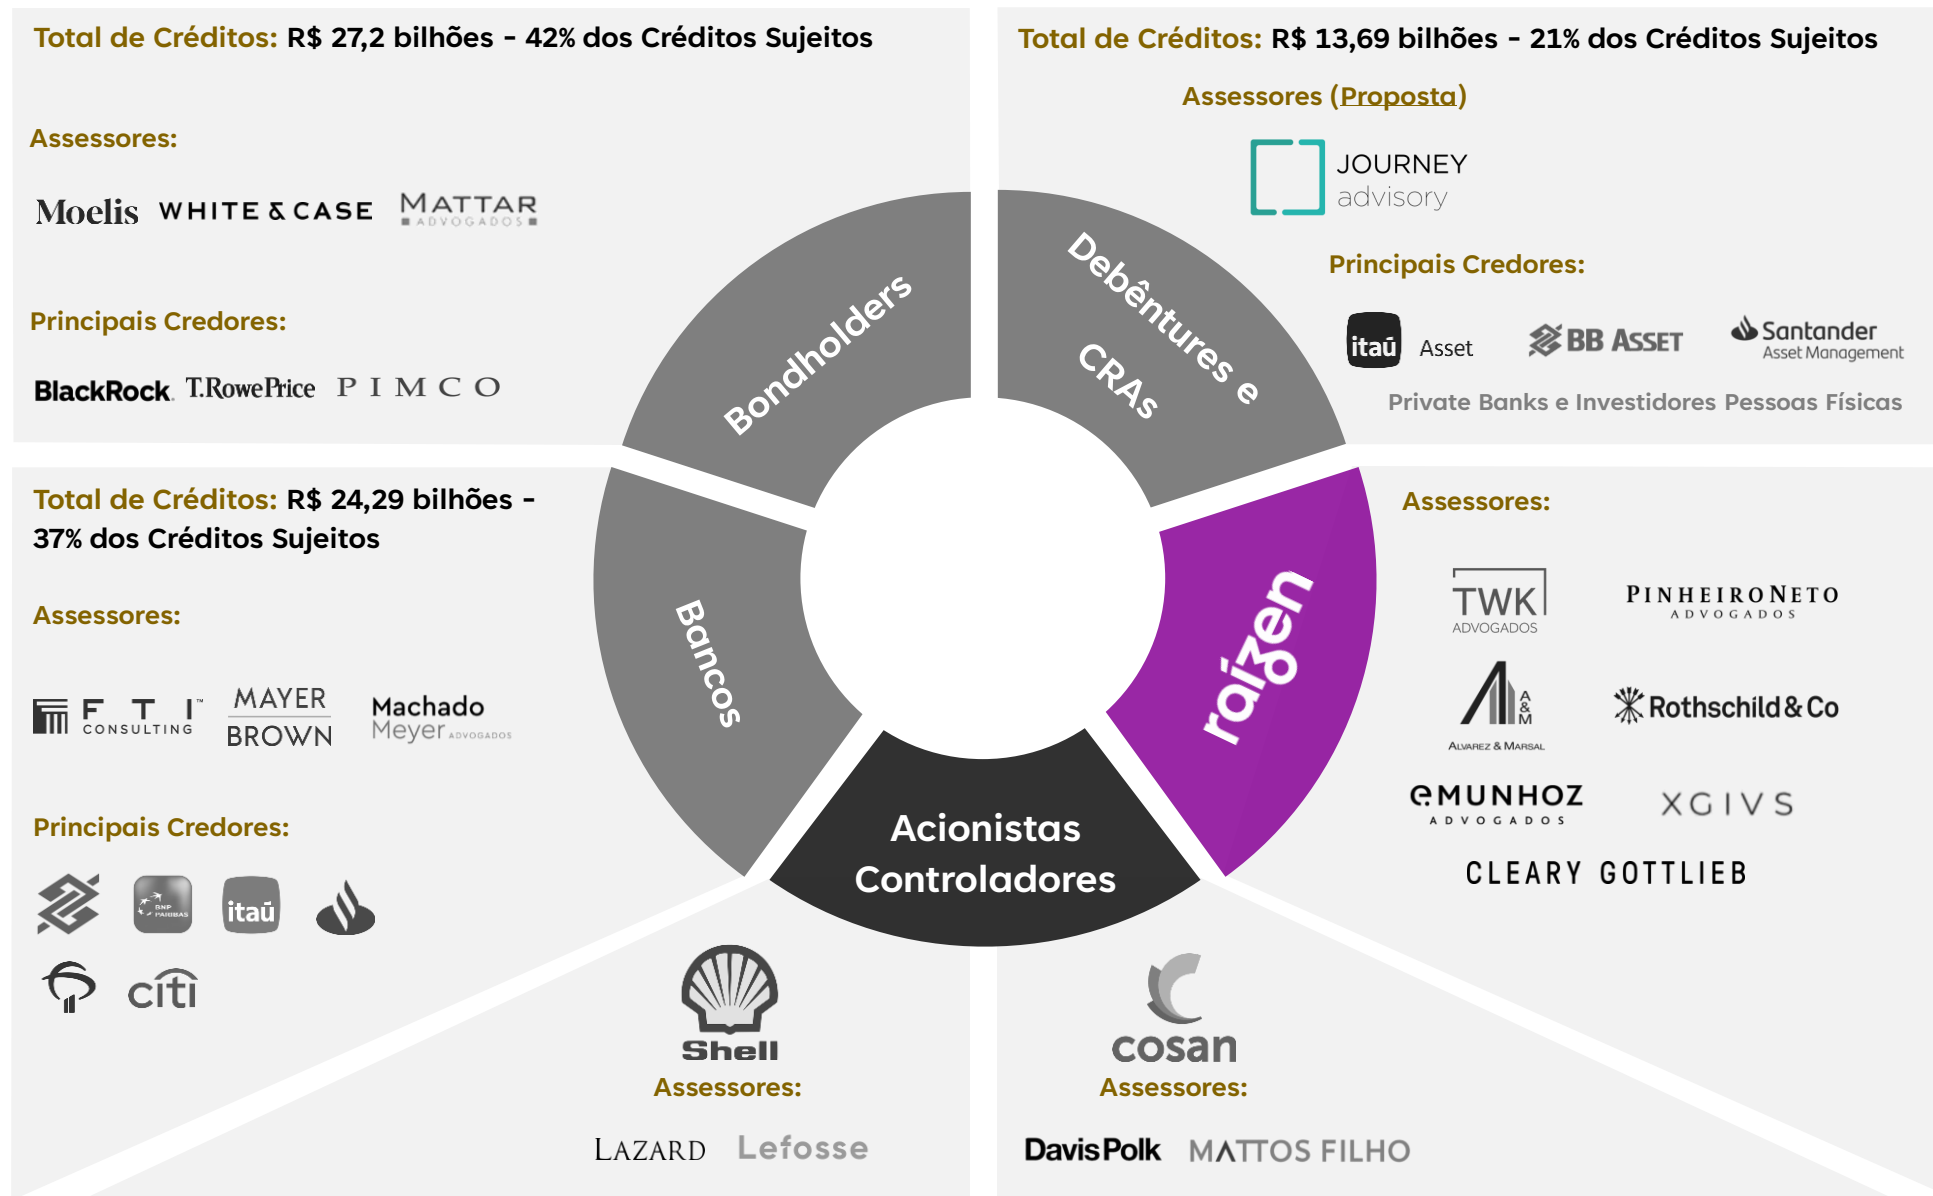 Total de Créditos: R$ 27,2 bilhões - 42% dos Créditos Sujeitos
Assessores:
Moelis WHITE & CASE MATTAR
ADVOGADOS
Principais Credores:
BlackRock. T.RowePrice PIMCO
Bondholders
Total de Créditos: R$ 13,69 bilhões - 21% dos Créditos Sujeitos
Assessores (Proposta)
JOURNEY
advisory
Principais Credores:
itaú Asset BB ASSET Santander
Asset Management
Private Banks e Investidores Pessoas Físicas
Debêntures e
CRAs
Total de Créditos: R$ 24,29 bilhões -
37% dos Créditos Sujeitos
Assessores:
FTI™
CONSULTING
MAYER
BROWN
Machado
Meyer ADVOGADOS
Principais Credores:
BNP
PARIBAS
itaú
citi
Bancos
raízen
Assessores:
TWK
ADVOGADOS
PINHEIRONETO
ADVOGADOS
A&M
ALVAREZ & MARSAL
Rothschild & Co
eMUNHOZ
ADVOGADOS
XGIVS
CLEARY GOTTLIEB
Acionistas
Controladores
Shell
Assessores:
LAZARD Lefosse
cosan
Assessores:
DavisPolk MATTOS FILHO